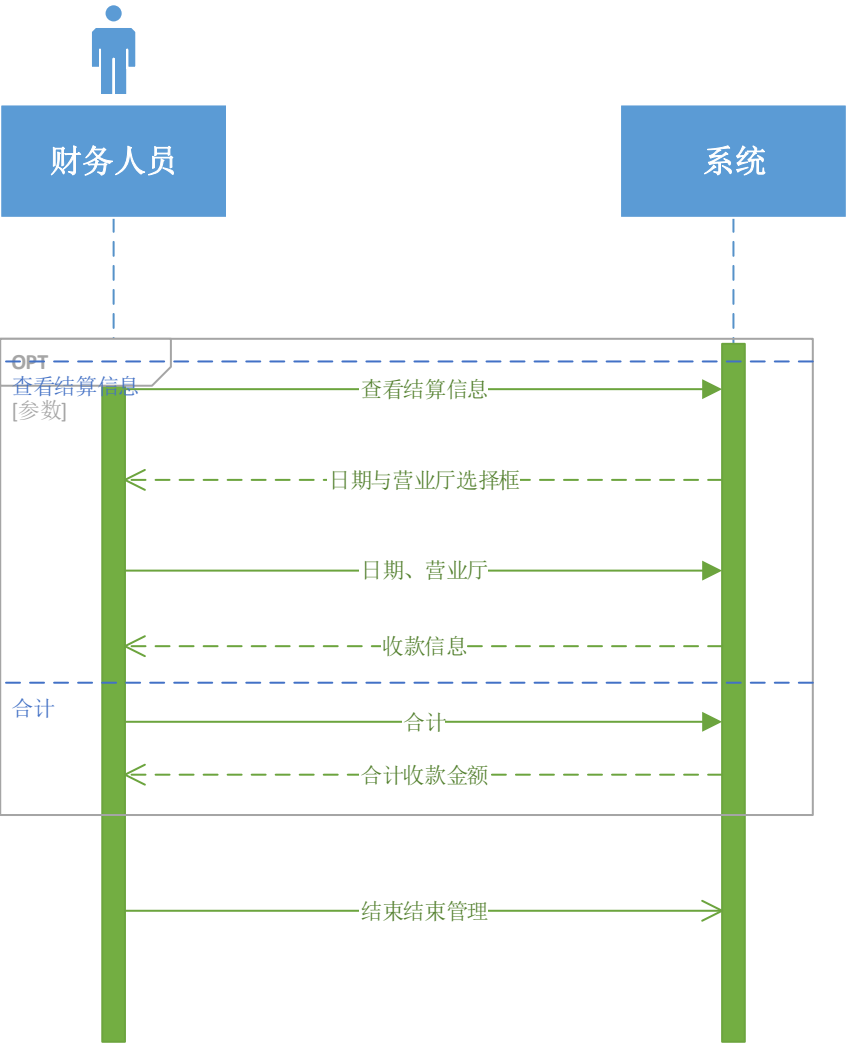 财务人员
系统
OPT
查看结算信息
[参数]
查看结算信息
日期与营业厅选择框
日期、营业厅
收款信息
合计
合计
合计收款金额
结束结束管理